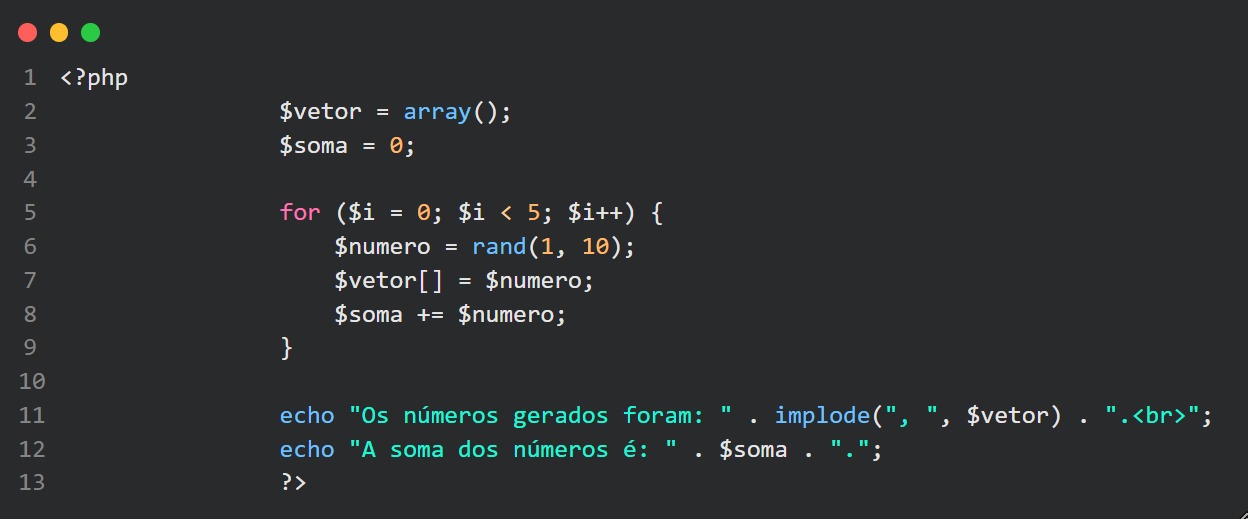 1 <?php
2 $vetor = array();
3 $soma = 0;
4
5 for ($i = 0; $i < 5; $i++) {
6 $numero = rand(1, 10);
7 $vetor[] = $numero;
8 $soma += $numero;
9 }
10
11 echo "Os números gerados foram: " . implode(", ", $vetor) . ".<br>";
12 echo "A soma dos números é: " . $soma . ".";
13 ?>